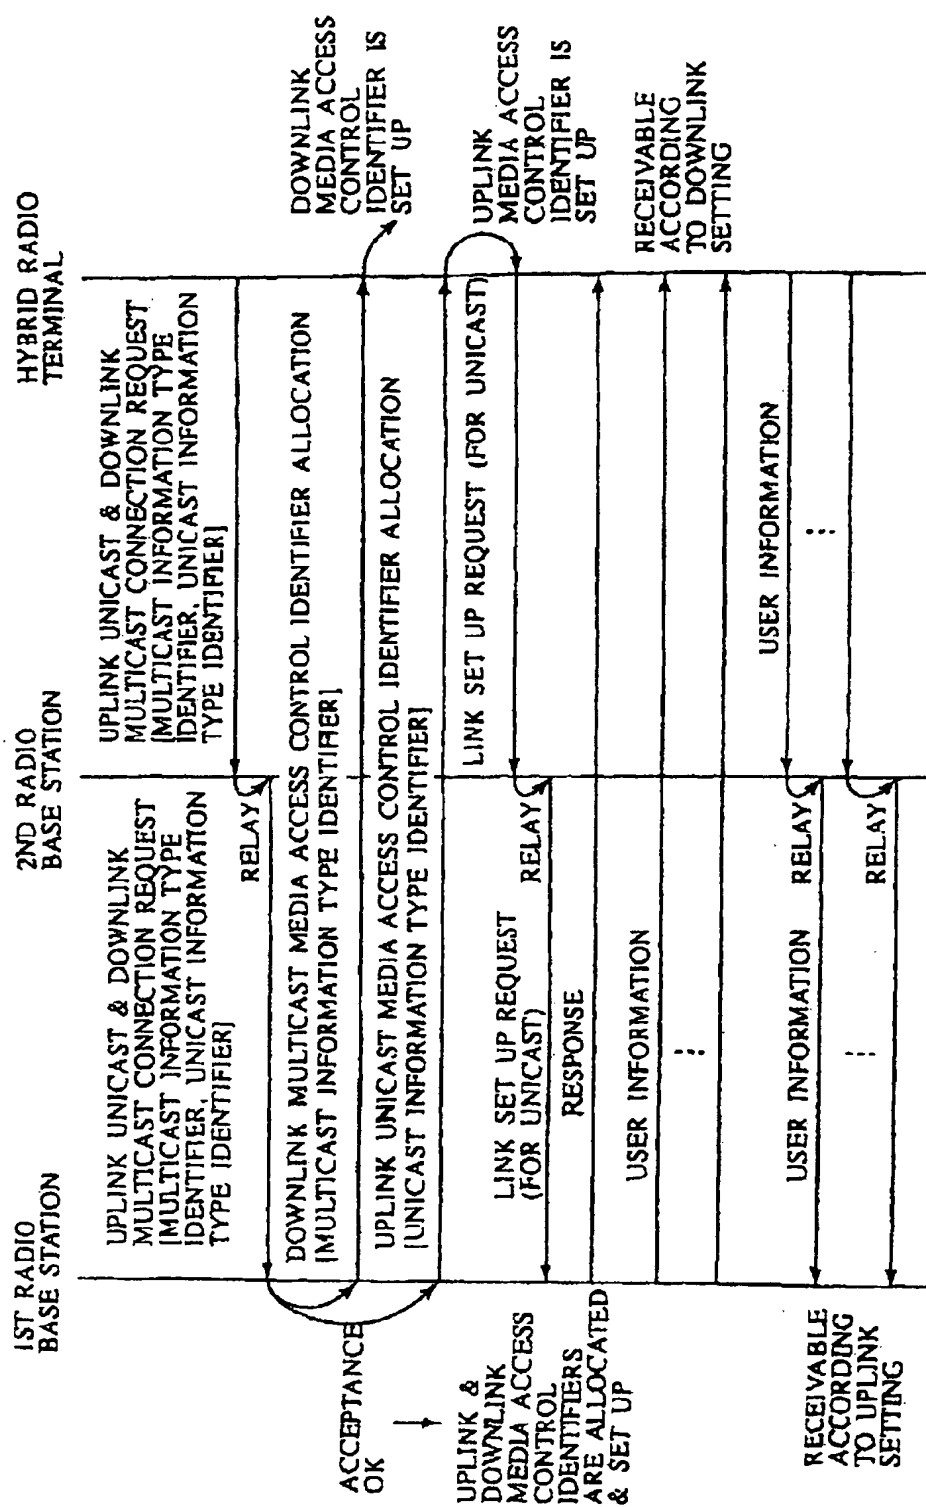 1ST RADIO
BASE STATION
2ND RADIO
BASE STATION
HYBRID RADIO
TERMINAL
UPLINK UNICAST & DOWNLINK
MULTICAST CONNECTION REQUEST
[MULTICAST INFORMATION TYPE
IDENTIFIER, UNICAST INFORMATION
TYPE IDENTIFIER]
UPLINK UNICAST & DOWNLINK
MULTICAST CONNECTION REQUEST
[MULTICAST INFORMATION TYPE
IDENTIFIER, UNICAST INFORMATION
TYPE IDENTIFIER]
RELAY
DOWNLINK MULTICAST MEDIA ACCESS CONTROL IDENTIFIER ALLOCATION
[MULTICAST INFORMATION TYPE IDENTIFIER]
DOWNLINK
MEDIA ACCESS
CONTROL
IDENTIFIER IS
SET UP
ACCEPTANCE
OK
UPLINK UNICAST MEDIA ACCESS CONTROL IDENTIFIER ALLOCATION
[UNICAST INFORMATION TYPE IDENTIFIER]
UPLINK
MEDIA ACCESS
CONTROL
IDENTIFIER IS
SET UP
UPLINK &
DOWNLINK
MEDIA ACCESS
CONTROL
IDENTIFIERS
ARE ALLOCATED
& SET UP
LINK SET UP REQUEST (FOR UNICAST)
LINK SET UP REQUEST
(FOR UNICAST)
RELAY
RESPONSE
USER INFORMATION
RECEIVABLE
ACCORDING
TO DOWNLINK
SETTING
USER INFORMATION
RELAY
USER INFORMATION
RELAY
RECEIVABLE
ACCORDING
TO UPLINK
SETTING